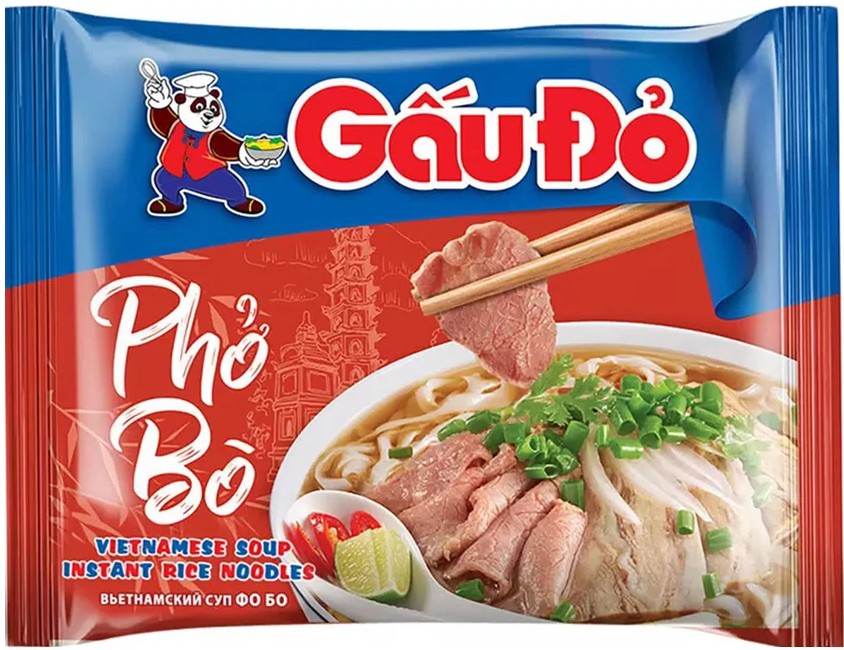 Gấu Đỏ
Phở
Bò
VIETNAMESE SOUP
INSTANT RICE NOODLES
ВЬЕТНАМСКИЙ СУП ФО БО